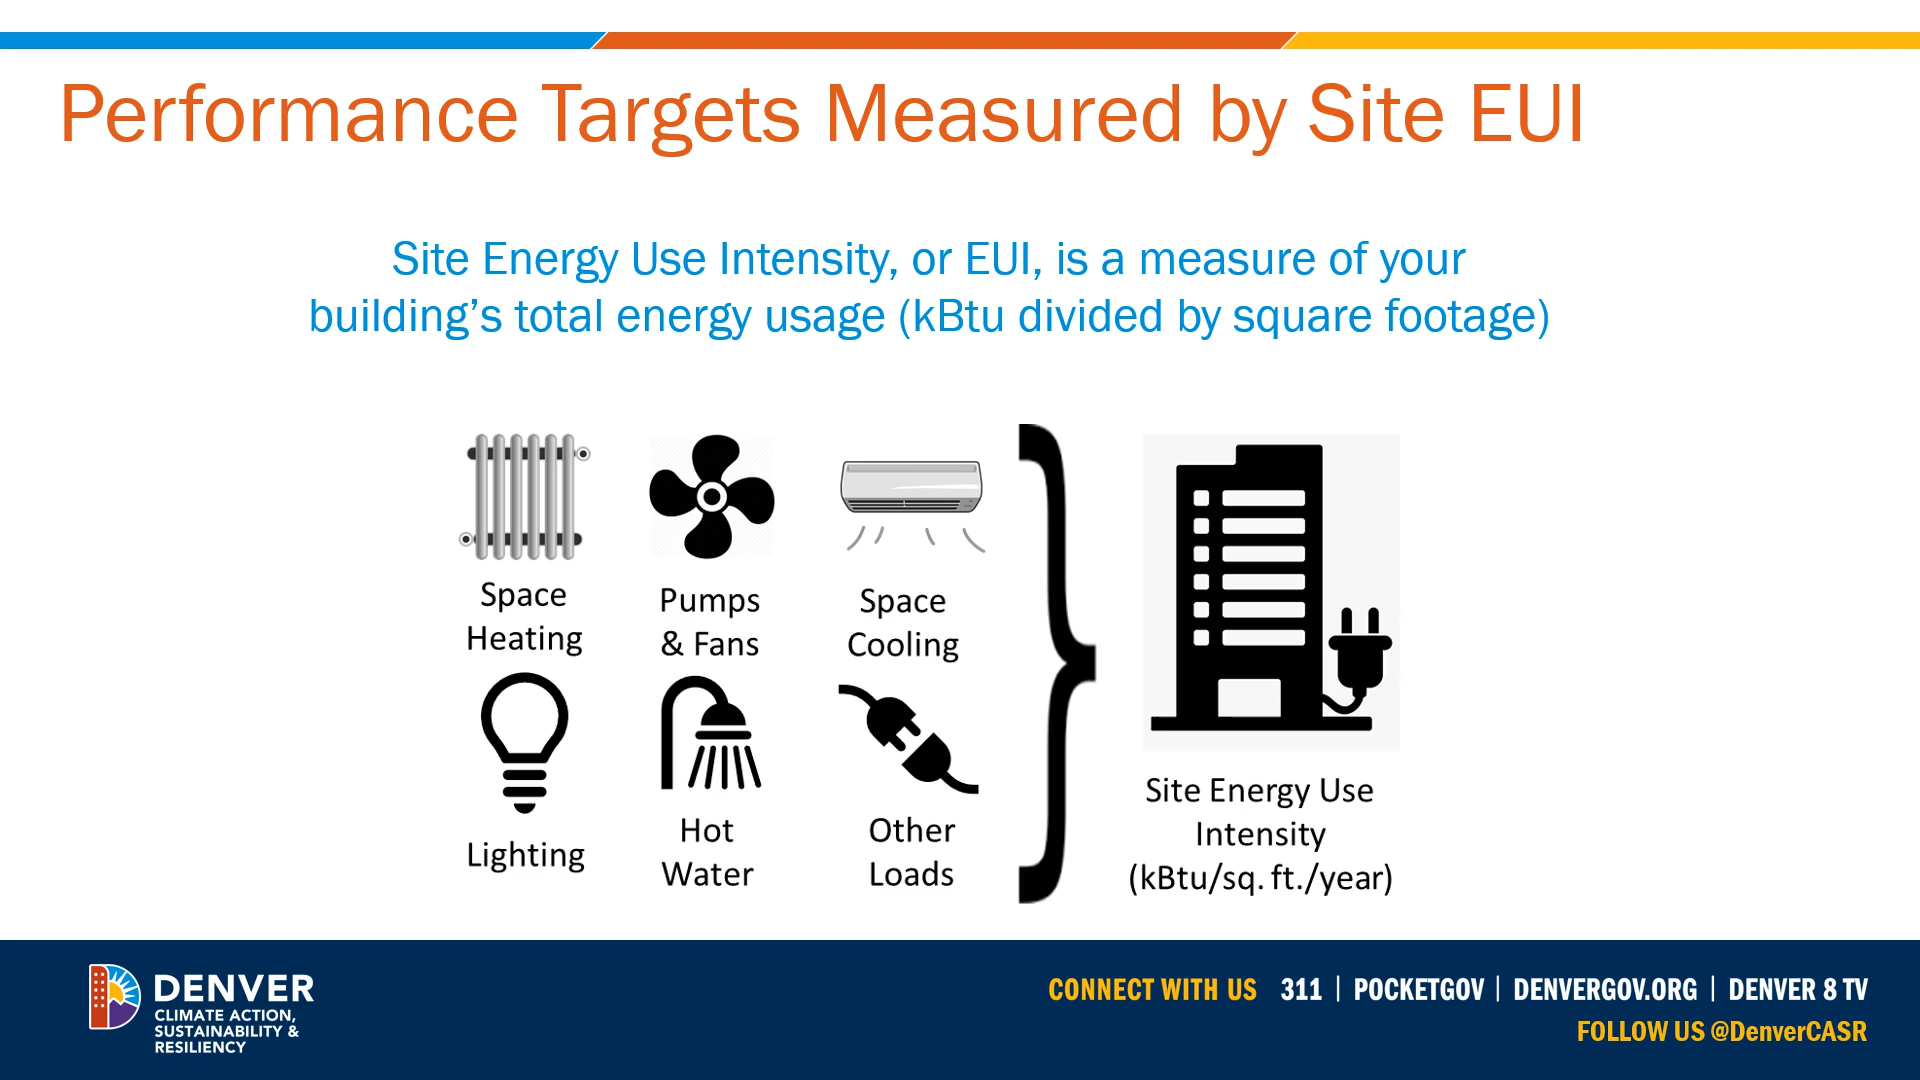 Performance Targets Measured by Site EUI
Site Energy Use Intensity, or EUI, is a measure of your
building’s total energy usage (kBtu divided by square footage)
Space
Heating
Pumps
& Fans
Space
Cooling
Lighting
Hot
Water
Other
Loads
Site Energy Use
Intensity
(kBtu/sq. ft./year)
DENVER
CLIMATE ACTION,
SUSTAINABILITY &
RESILIENCY
CONNECT WITH US 311 | POCKETGOV | DENVERGOV.ORG | DENVER 8 TV
FOLLOW US @DenverCASR